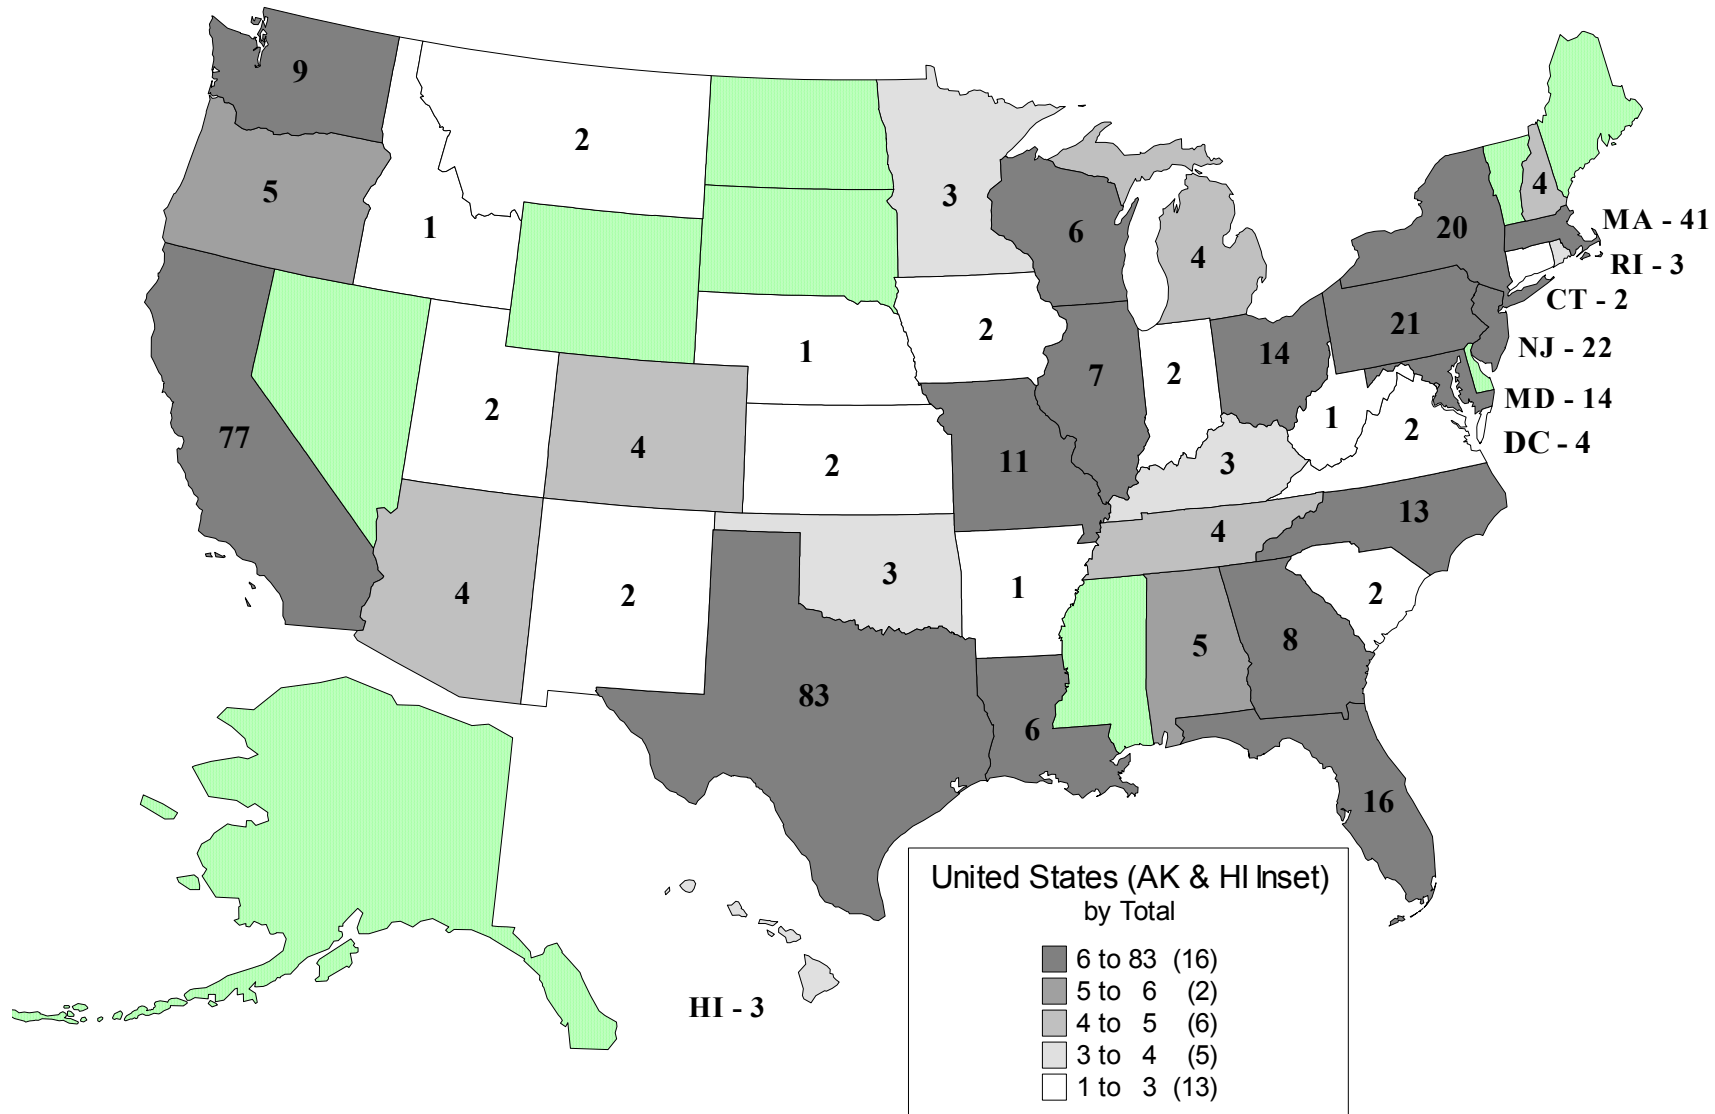 9
2
5
1
3
6
4
4
20
MA - 41
RI - 3
CT - 2
21
NJ - 22
2
1
7
2
14
MD - 14
DC - 4
77
2
4
2
11
3
1
2
4
13
4
2
3
1
5
8
2
83
6
16
HI - 3
United States (AK & HI Inset)
by Total
6 to 83 (16)
5 to 6 (2)
4 to 5 (6)
3 to 4 (5)
1 to 3 (13)